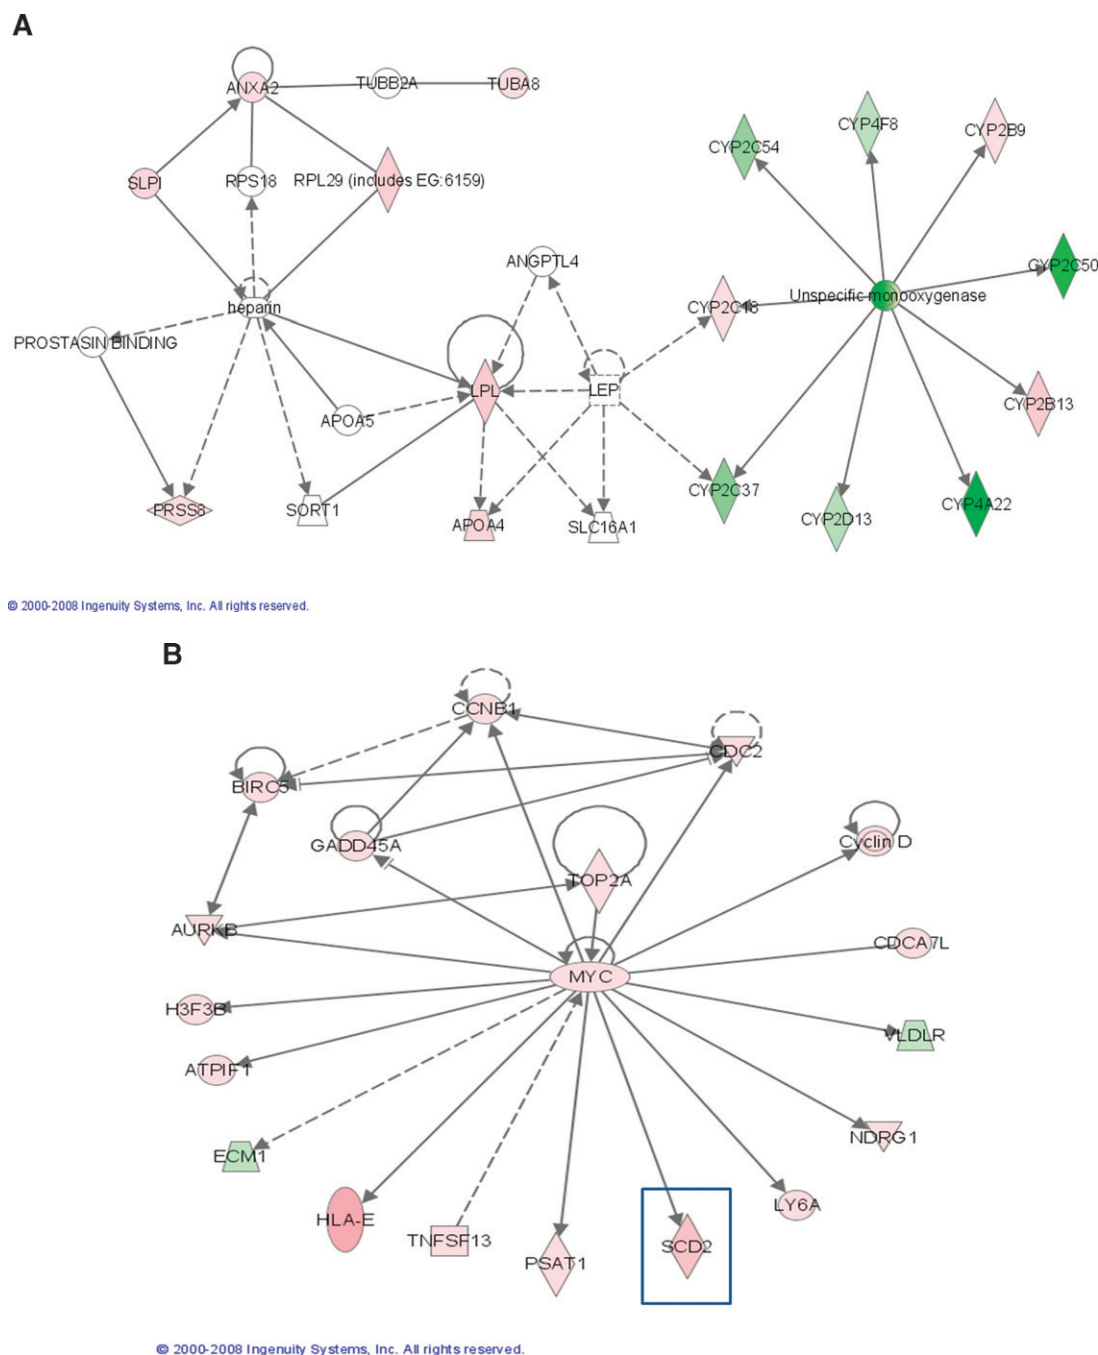 A
ANXA2
TUBB2A
TUBA8
CYP2C54
CYP4F8
CYP2B9
SLPI
RPS18
RPL29 (includes EG:6159)
ANGPTL4
CYP2C50
heparin
CYP2C18
Unspecific monooxygenase
PROSTASIN BINDING
LPL
LEP
CYP2B13
APOA5
CYP2C37
PRSS8
SORT1
APOA4
SLC16A1
CYP2D13
CYP4A22
© 2000-2008 Ingenuity Systems, Inc. All rights reserved.
B
CCNB1
CDC2
BIRC5
GADD45A
Cyclin D
TOP2A
AURKB
CDCA7L
MYC
H3F3B
VLDLR
ATPIF1
NDRG1
ECM1
LY6A
HLA-E
TNFSF13
PSAT1
SCD2
© 2000-2008 Ingenuity Systems, Inc. All rights reserved.